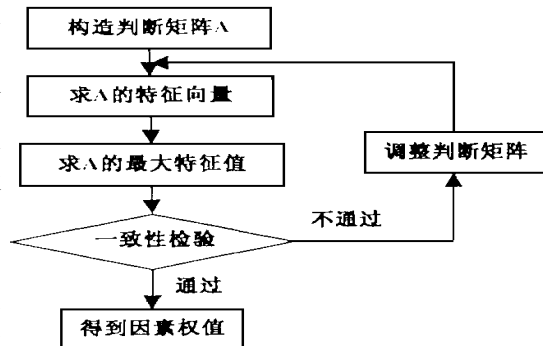 构造判断矩阵A
求A的特征向量
求A的最大特征值
调整判断矩阵
一致性检验
不通过
通过
得到因素权值